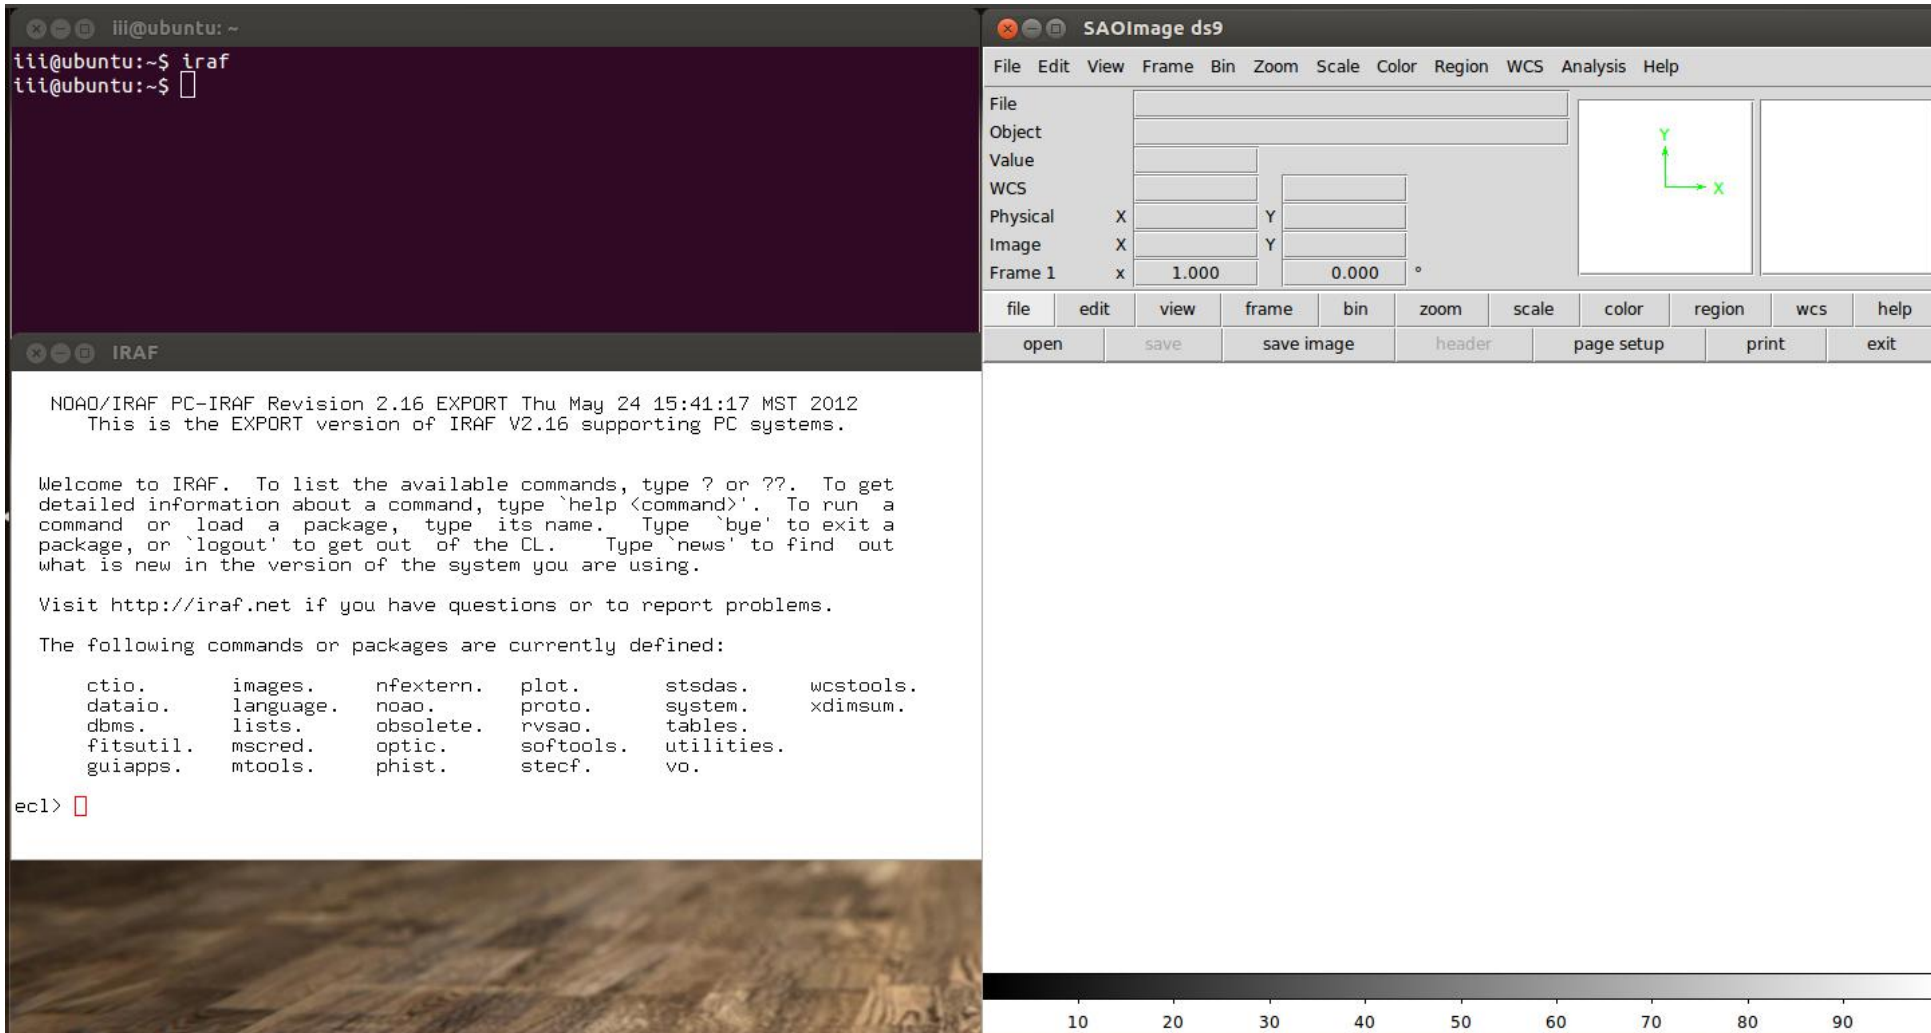 iii@ubuntu: ~
iii@ubuntu:~$ iraf
iii@ubuntu:~$
IRAF
NOAO/IRAF PC-IRAF Revision 2.16 EXPORT Thu May 24 15:41:17 MST 2012
This is the EXPORT version of IRAF V2.16 supporting PC systems.
Welcome to IRAF. To list the available commands, type ? or ??. To get
detailed information about a command, type `help <command>'. To run a
command or load a package, type its name. Type `bye' to exit a
package, or `logout' to get out of the CL. Type `news' to find out
what is new in the version of the system you are using.
Visit http://iraf.net if you have questions or to report problems.
The following commands or packages are currently defined:
ctio. images. nfextern. plot. stsdas. wcstools.
dataio. language. noao. proto. system. xdimsum.
dbms. lists. obsolete. rvsao. tables.
fitsutil. mscred. optic. softools. utilities.
guiapps. mtools. phist. stecf. vo.
ecl>
SAOImage ds9
File Edit View Frame Bin Zoom Scale Color Region WCS Analysis Help
File
Object
Value
WCS
Physical X Y
Image X Y
Frame 1 x 1.000 0.000 °
Y
X
file edit view frame bin zoom scale color region wcs help
open save save image header page setup print exit
10 20 30 40 50 60 70 80 90